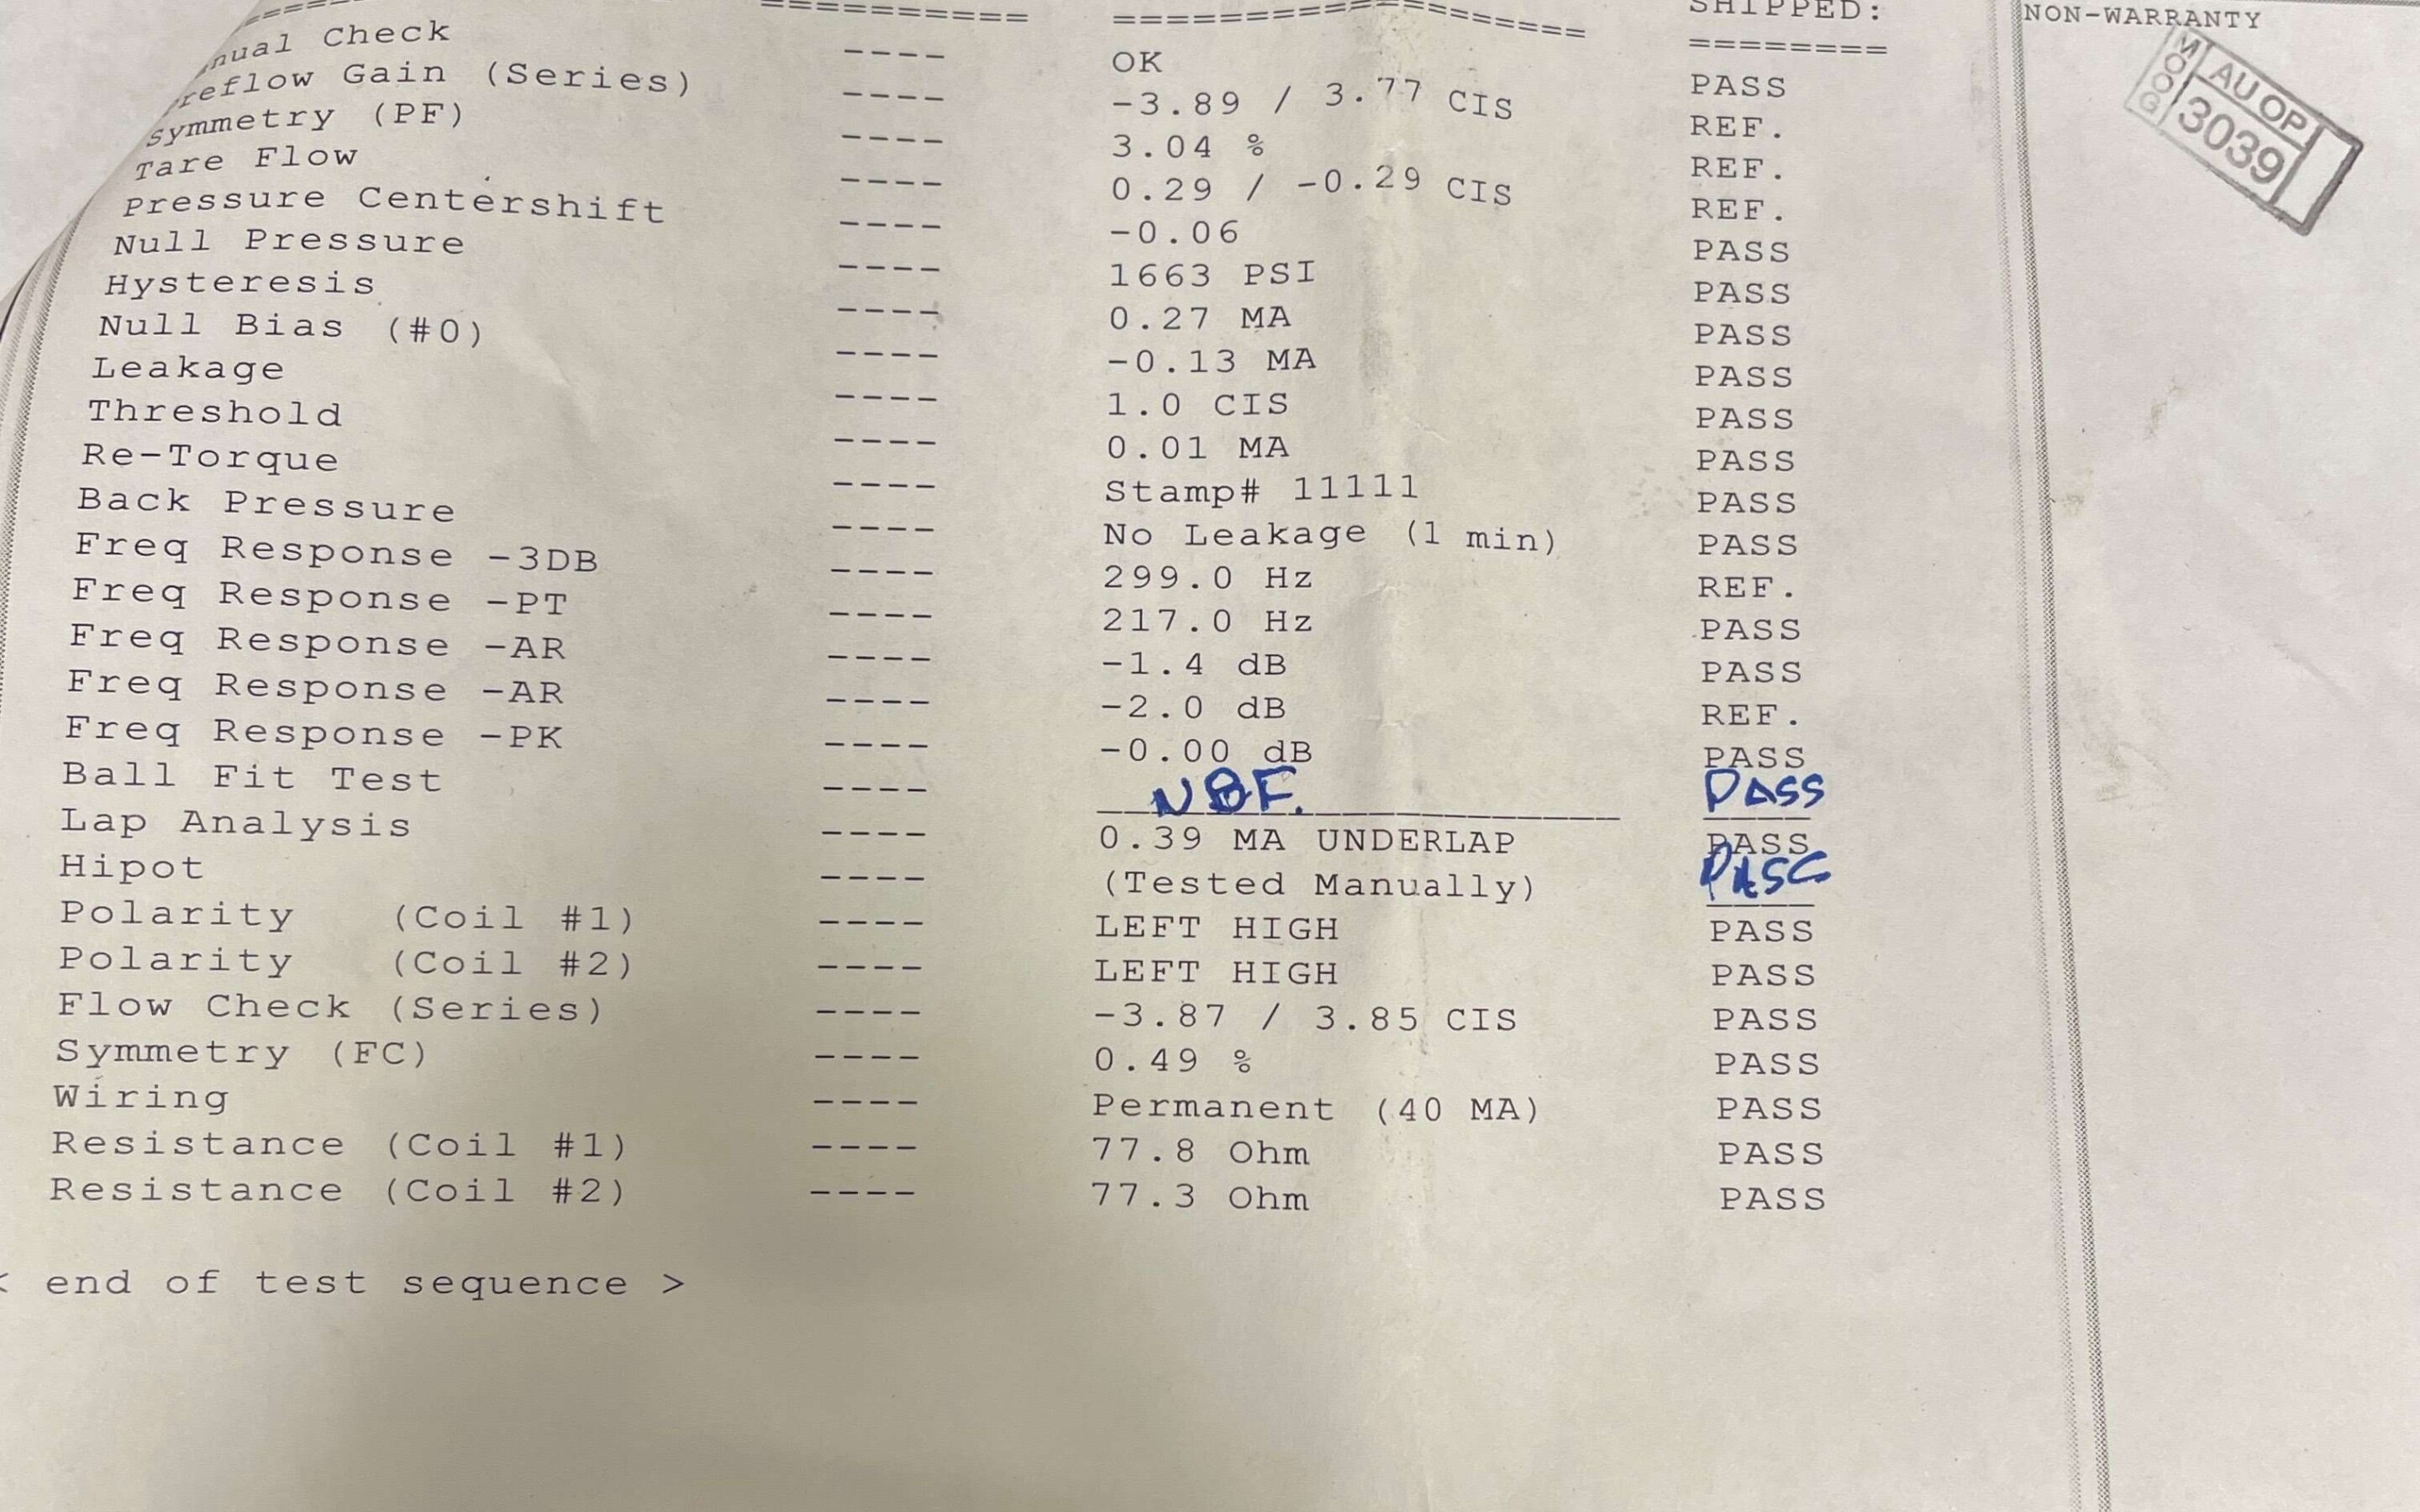 SHIPPED: NON-WARRANTY
MOOG AU OP 3039
Check ---- OK PASS
Gain (Series) ---- -3.89 / 3.77 CIS REF.
symmetry (PF) ---- 3.04 % REF.
Tare Flow ---- 0.29 / -0.29 CIS REF.
Pressure Centershift ---- -0.06 PASS
Null Pressure ---- 1663 PSI PASS
Hysteresis ---- 0.27 MA PASS
Null Bias (#0) ---- -0.13 MA PASS
Leakage ---- 1.0 CIS PASS
Threshold ---- 0.01 MA PASS
Re-Torque ---- Stamp# 11111 PASS
Back Pressure ---- No Leakage (1 min) PASS
Freq Response -3DB ---- 299.0 Hz REF.
Freq Response -PT ---- 217.0 Hz PASS
Freq Response -AR ---- -1.4 dB PASS
Freq Response -AR ---- -2.0 dB REF.
Freq Response -PK ---- -0.00 dB PASS
Ball Fit Test ---- NBF. PASS
Lap Analysis ---- 0.39 MA UNDERLAP PASS
Hipot ---- (Tested Manually) PASS
Polarity (Coil #1) ---- LEFT HIGH PASS
Polarity (Coil #2) ---- LEFT HIGH PASS
Flow Check (Series) ---- -3.87 / 3.85 CIS PASS
Symmetry (FC) ---- 0.49 % PASS
Wiring ---- Permanent (40 MA) PASS
Resistance (Coil #1) ---- 77.8 Ohm PASS
Resistance (Coil #2) ---- 77.3 Ohm PASS
< end of test sequence >